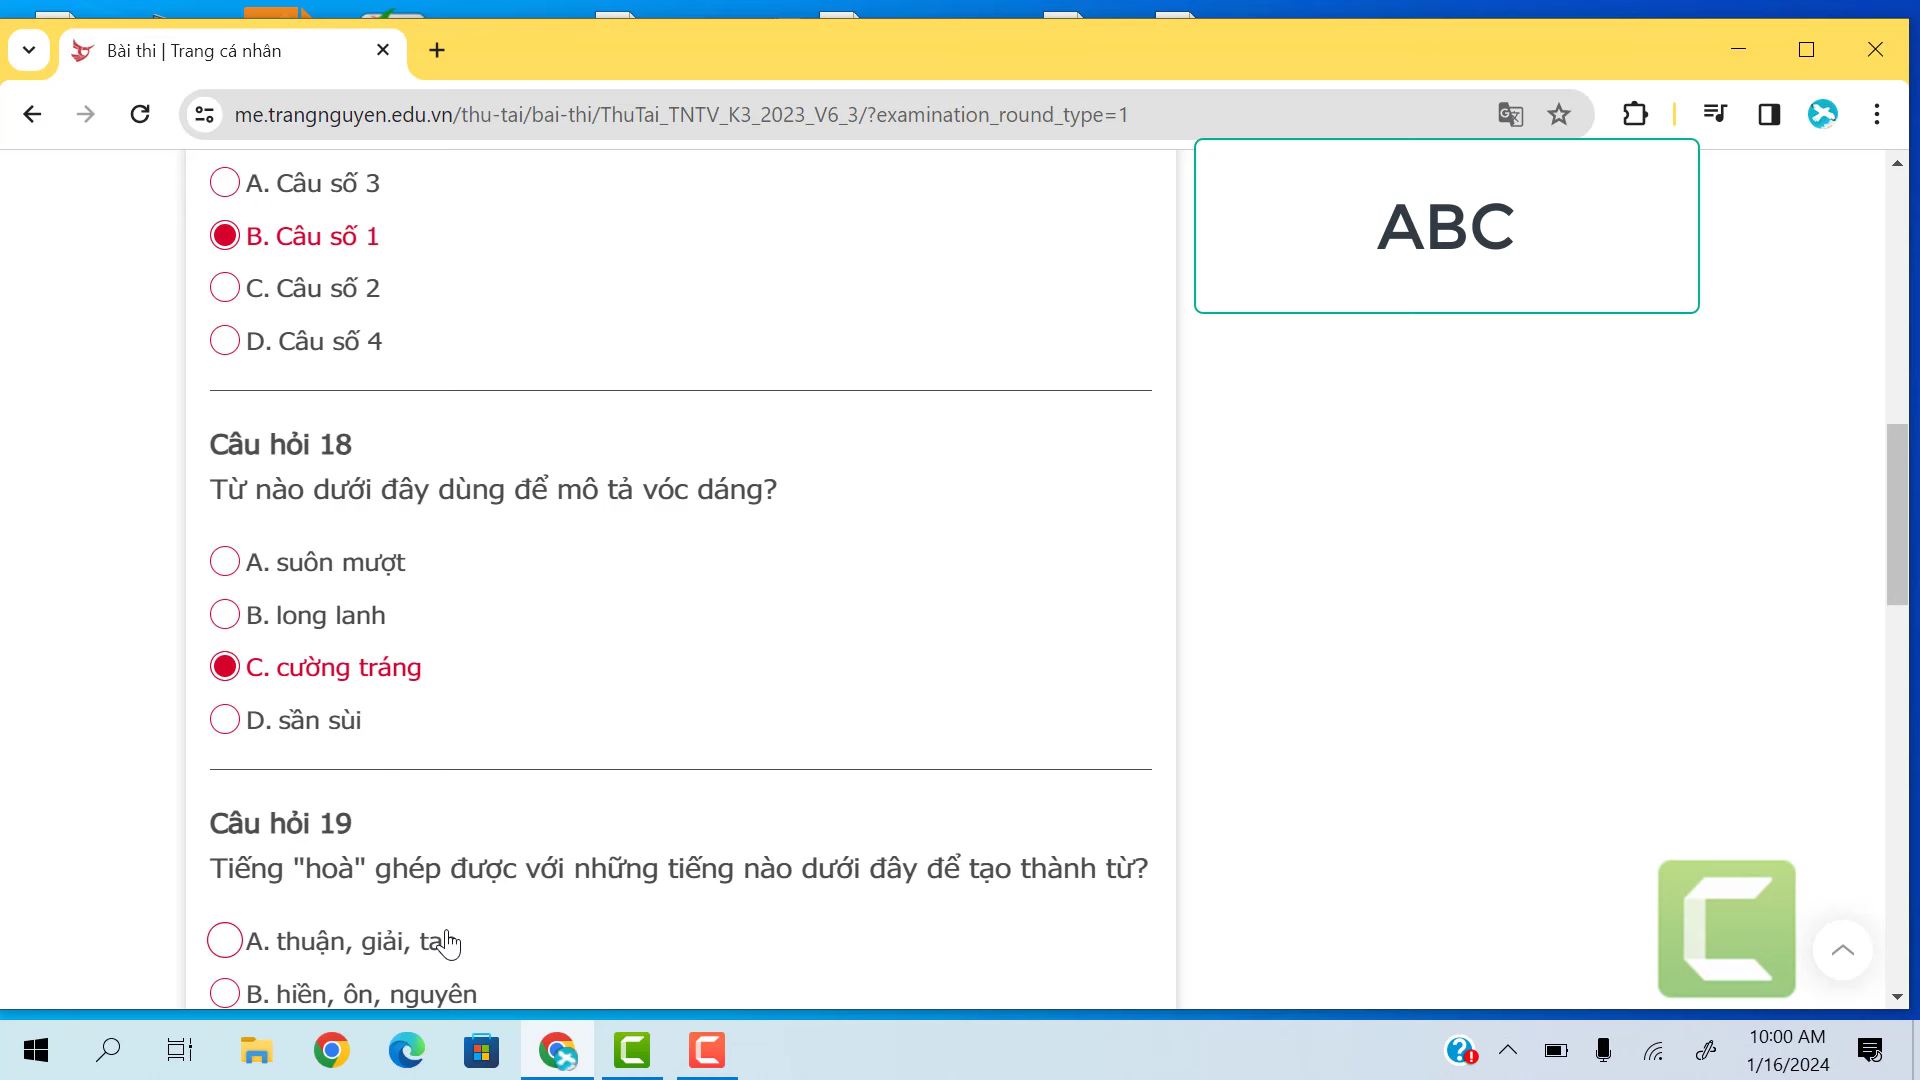 Bài thi | Trang cá nhân
me.trangnguyen.edu.vn/thu-tai/bai-thi/ThuTai_TNTV_K3_2023_V6_3/?examination_round_type=1
A. Câu số 3
B. Câu số 1
C. Câu số 2
D. Câu số 4
ABC
Câu hỏi 18
Từ nào dưới đây dùng để mô tả vóc dáng?
A. suôn mượt
B. long lanh
C. cường tráng
D. sần sùi
Câu hỏi 19
Tiếng "hoà" ghép được với những tiếng nào dưới đây để tạo thành từ?
A. thuận, giải,
B. hiền, ôn, nguyên
10:00 AM
1/16/2024